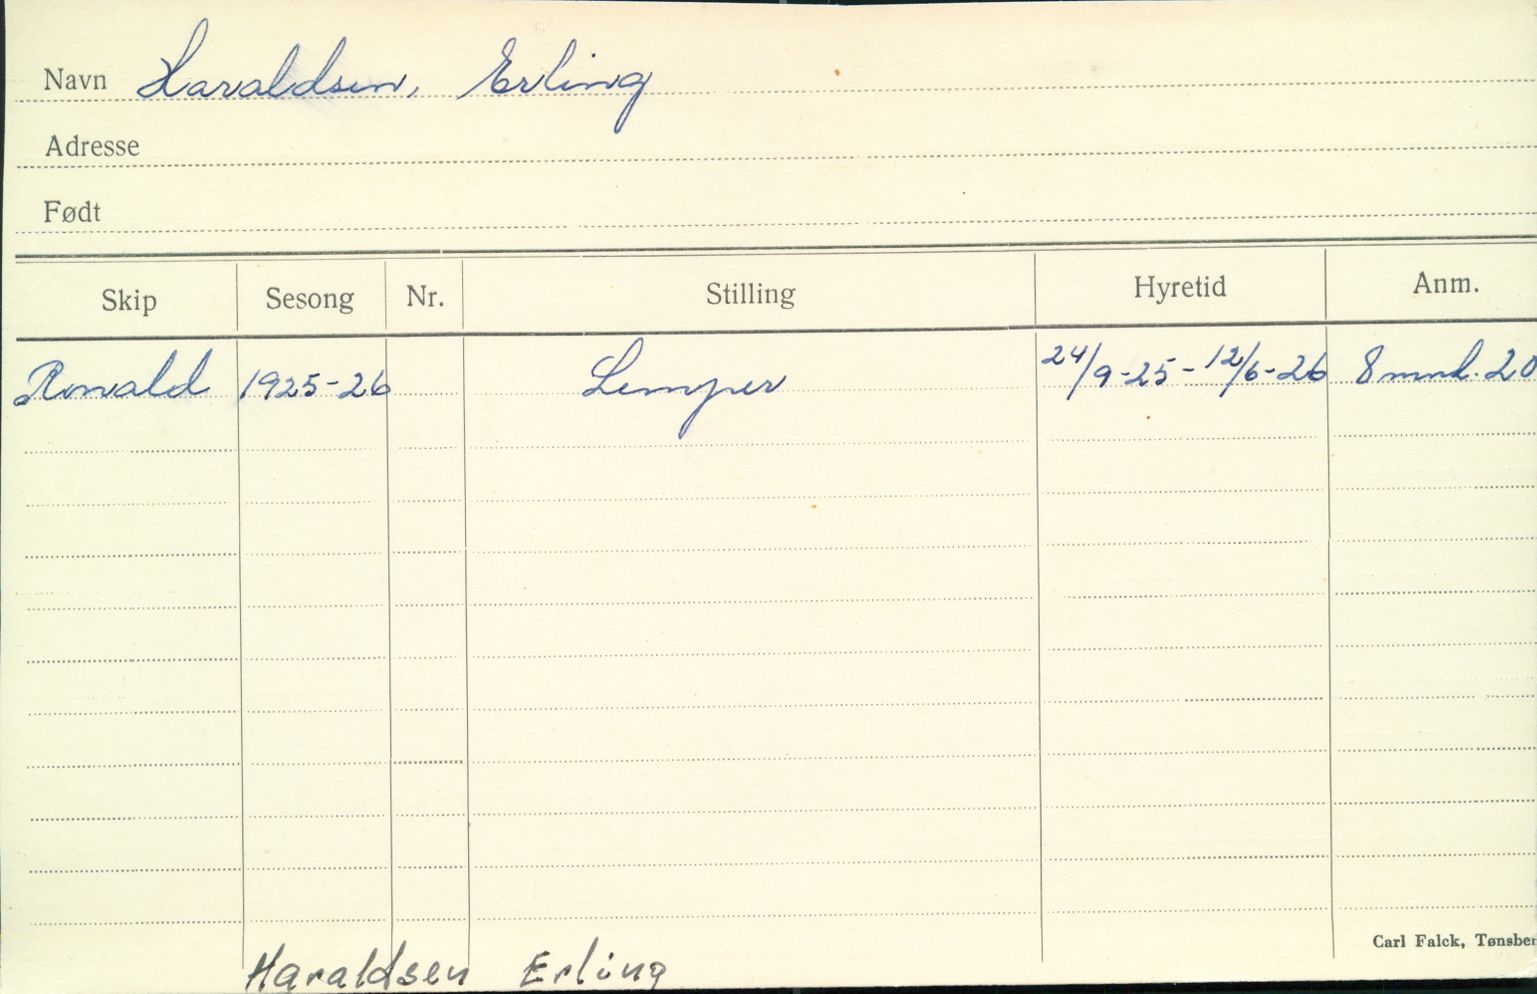 Navn Haraldsen, Erling
Adresse
Født
Skip Sesong Nr. Stilling Hyretid Anm.
Ronald 1925-26 Lemper 24/9-25-12/6-26 8 mnd. 20
Carl Falck, Tønsber
Haraldsen Erling